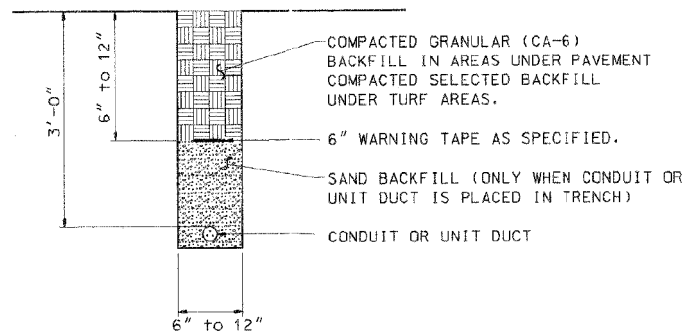 COMPACTED GRANULAR (CA-6)
BACKFILL IN AREAS UNDER PAVEMENT
COMPACTED SELECTED BACKFILL
UNDER TURF AREAS.
6" WARNING TAPE AS SPECIFIED.
SAND BACKFILL (ONLY WHEN CONDUIT OR
UNIT DUCT IS PLACED IN TRENCH)
CONDUIT OR UNIT DUCT
3'-0"
6" to 12"
6" to 12"